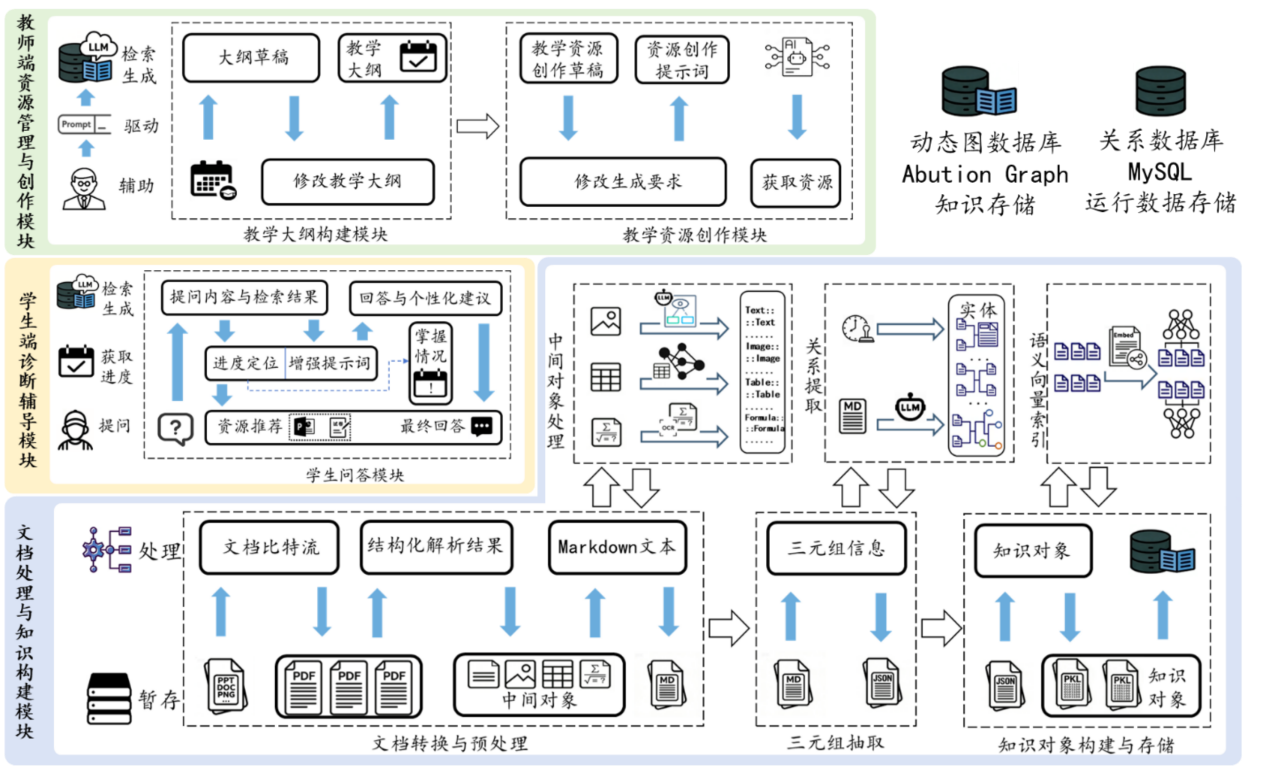 教师端资源管理与创作模块
LLM
检索
生成
Prompt
驱动
辅助
大纲草稿
教学
大纲
修改教学大纲
教学大纲构建模块
教学资源
创作草稿
资源创作
提示词
AI
修改生成要求
获取资源
教学资源创作模块
动态图数据库
Abution Graph
知识存储
关系数据库
MySQL
运行数据存储
学生端诊断辅导模块
LLM
检索
生成
获取
进度
提问
提问内容与检索结果
回答与个性化建议
进度定位
增强提示词
掌握
情况
!
?
资源推荐
P
最终回答
学生问答模块
中间对象处理
LLM
OCR
Text::
::Text
......
Image::
::Image
......
Table::
::Table
......
Formula::
::Formula
......
关系提取
MD
LLM
实体
...
...
语义向量索引
Embed
文档处理与知识构建模块
处理
暂存
文档比特流
结构化解析结果
Markdown文本
PPT
DOC
PNG
...
PDF
PDF
PDF
中间对象
MD
文档转换与预处理
三元组信息
MD
JSON
三元组抽取
知识对象
JSON
PKL
PKL
知识
对象
知识对象构建与存储